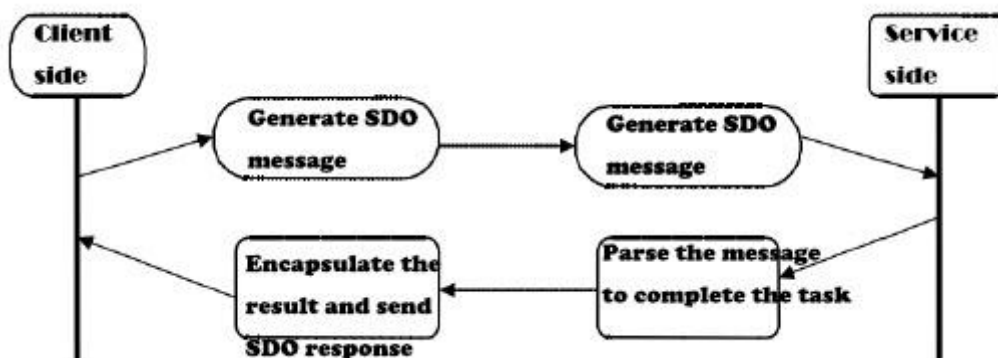 Client
side
Service
side
Generate SDO
message
Generate SDO
message
Encapsulate the
result and send
SDO response
Parse the message
to complete the task